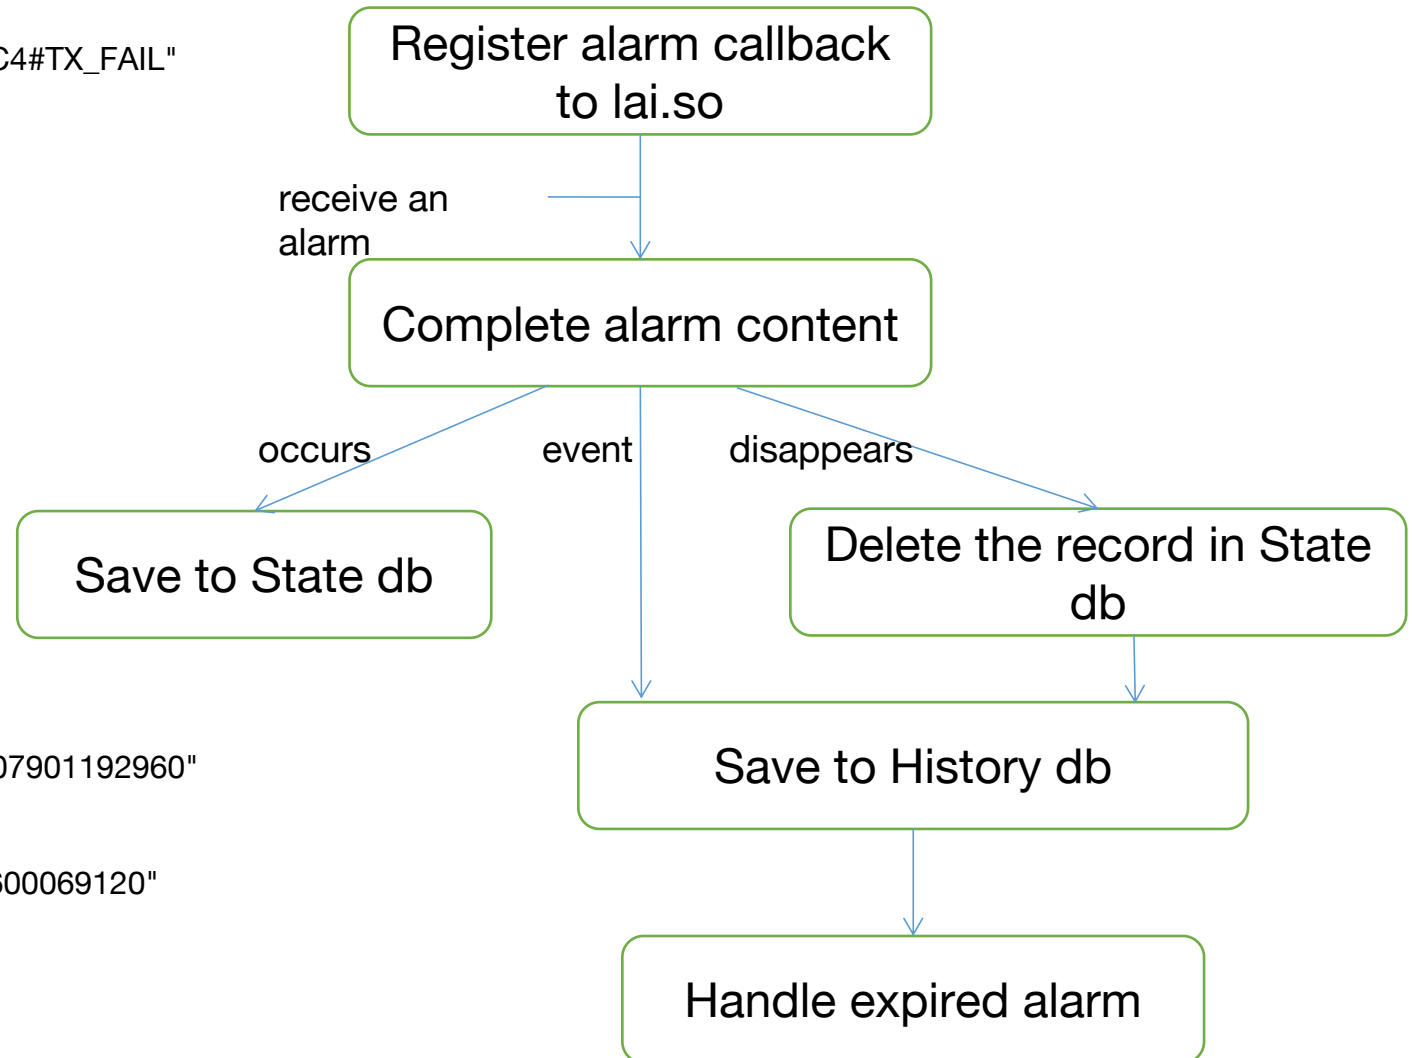 C4#TX_FAIL"
Register alarm callback
to lai.so
receive an
alarm
Complete alarm content
occurs
event
disappears
Save to State db
Delete the record in State
db
07901192960"
Save to History db
600069120"
Handle expired alarm